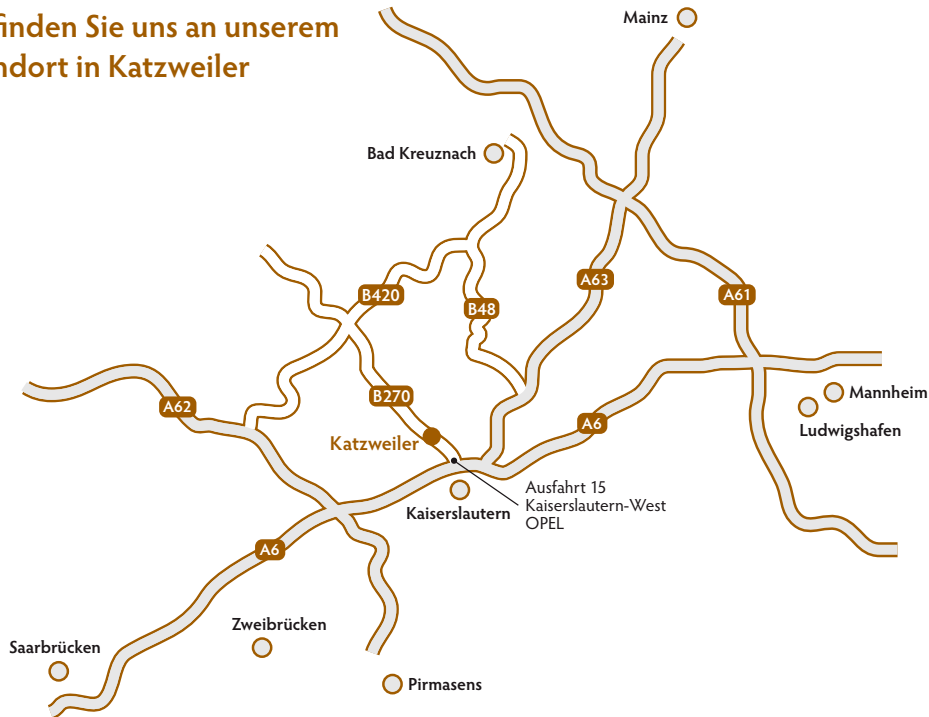 finden Sie uns an unserem
ndort in Katzweiler
Mainz
Bad Kreuznach
A63
B420
A61
B48
B270
Mannheim
A62
Ludwigshafen
A6
Katzweiler
Ausfahrt 15
Kaiserslautern-West
OPEL
Kaiserslautern
A6
Zweibrücken
Saarbrücken
Pirmasens